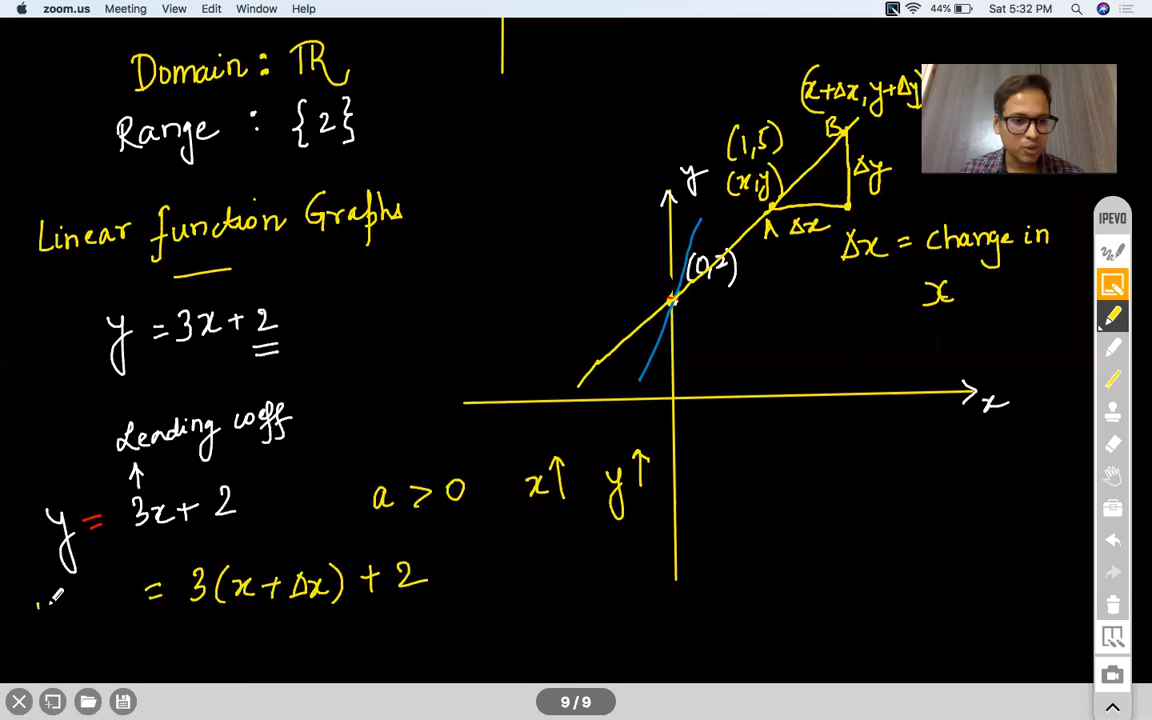 zoom.us Meeting View Edit Window Help 44% Sat 5:32 PM
Domain : ℝ
Range : {2}
Linear function Graphs
y = 3x + 2
Leading coeff
↑
y = 3x + 2
= 3(x + Δx) + 2
a > 0 x↑ y↑
(x+Δx, y+Δy)
B
(1,5)
(x,y)
Δy
y
A Δx
(0,2)
Δx = change in
x
x
IPEVO
9 / 9